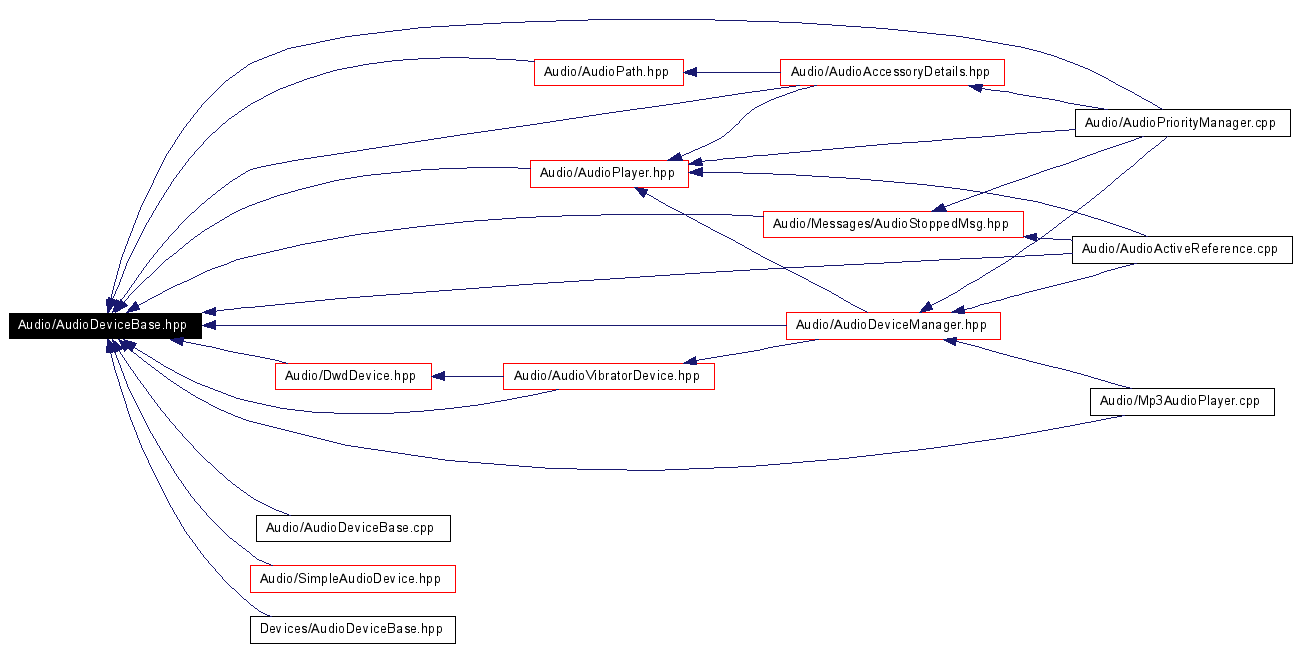 Audio/AudioPath.hpp
Audio/AudioAccessoryDetails.hpp
Audio/AudioPriorityManager.cpp
Audio/AudioPlayer.hpp
Audio/Messages/AudioStoppedMsg.hpp
Audio/AudioActiveReference.cpp
Audio/AudioDeviceBase.hpp
Audio/AudioDeviceManager.hpp
Audio/DwdDevice.hpp
Audio/AudioVibratorDevice.hpp
Audio/Mp3AudioPlayer.cpp
Audio/AudioDeviceBase.cpp
Audio/SimpleAudioDevice.hpp
Devices/AudioDeviceBase.hpp